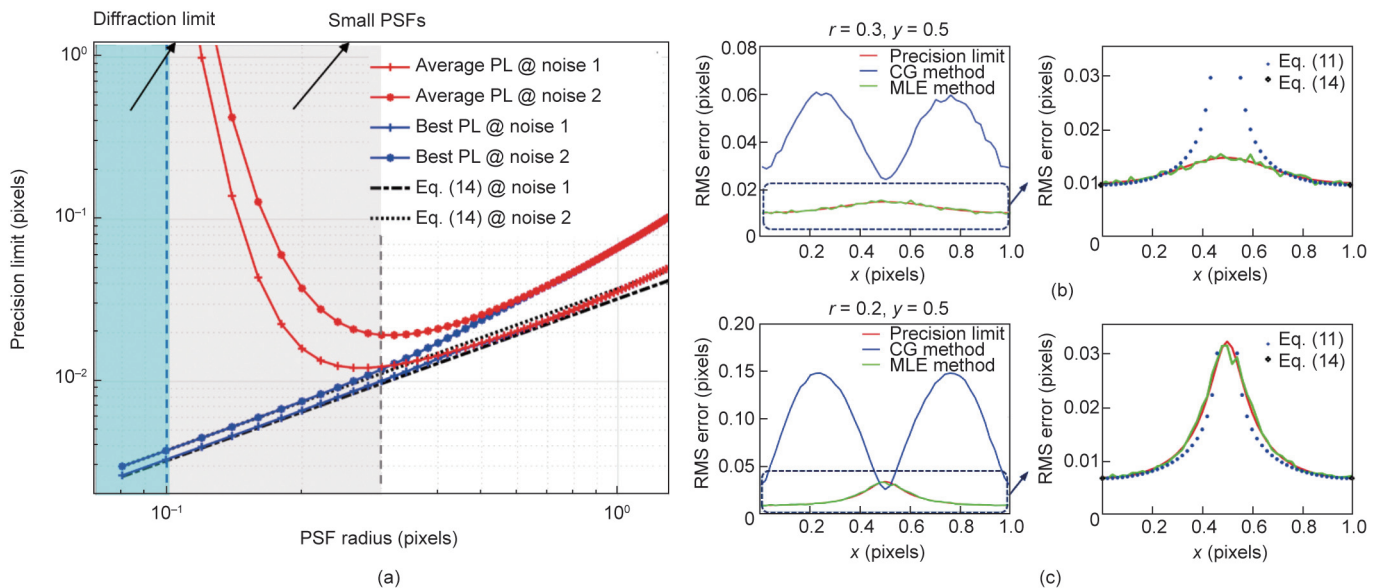 Diffraction limit
Small PSFs
10⁰
10⁻¹
10⁻²
Precision limit (pixels)
Average PL @ noise 1
Average PL @ noise 2
Best PL @ noise 1
Best PL @ noise 2
Eq. (14) @ noise 1
Eq. (14) @ noise 2
10⁻¹
10⁰
PSF radius (pixels)
(a)
r = 0.3, y = 0.5
0.08
0.06
0.04
0.02
0.00
RMS error (pixels)
Precision limit
CG method
MLE method
0.2 0.4 0.6 0.8 1.0
x (pixels)
0.03
0.02
0.01
0.00
RMS error (pixels)
Eq. (11)
Eq. (14)
0.0 0.2 0.4 0.6 0.8 1.0
x (pixels)
(b)
r = 0.2, y = 0.5
0.20
0.15
0.10
0.05
0.00
RMS error (pixels)
Precision limit
CG method
MLE method
0.2 0.4 0.6 0.8 1.0
x (pixels)
0.03
0.02
0.01
0.00
RMS error (pixels)
Eq. (11)
Eq. (14)
0.0 0.2 0.4 0.6 0.8 1.0
x (pixels)
(c)